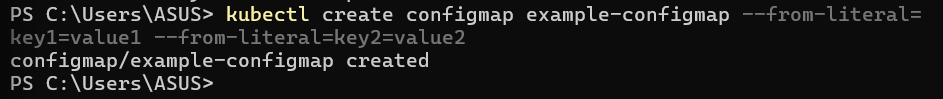 PS C:\Users\ASUS> kubectl create configmap example-configmap --from-literal=
key1=value1 --from-literal=key2=value2
configmap/example-configmap created
PS C:\Users\ASUS>